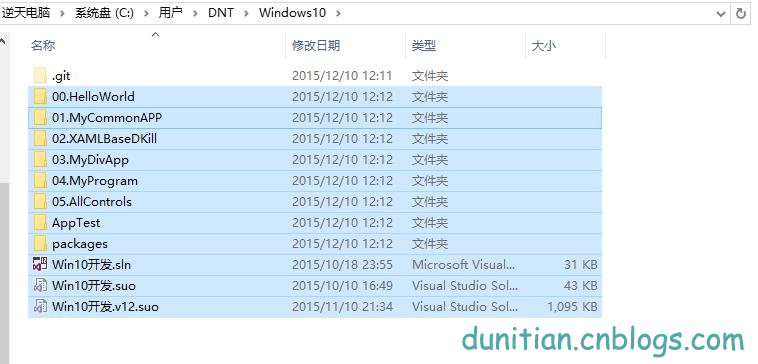 逆天电脑 › 系统盘 (C:) › 用户 › DNT › Windows10 ›
名称 修改日期 类型 大小
.git 2015/12/10 12:11 文件夹
00.HelloWorld 2015/12/10 12:12 文件夹
01.MyCommonAPP 2015/12/10 12:12 文件夹
02.XAMLBaseDKill 2015/12/10 12:12 文件夹
03.MyDivApp 2015/12/10 12:12 文件夹
04.MyProgram 2015/12/10 12:12 文件夹
05.AllControls 2015/12/10 12:12 文件夹
AppTest 2015/12/10 12:12 文件夹
packages 2015/12/10 12:12 文件夹
Win10开发.sln 2015/10/18 23:55 Microsoft Visual... 31 KB
Win10开发.suo 2015/10/10 16:49 Visual Studio Sol... 43 KB
Win10开发.v12.suo 2015/11/10 21:34 Visual Studio Sol... 1,095 KB
dunitian.cnblogs.com